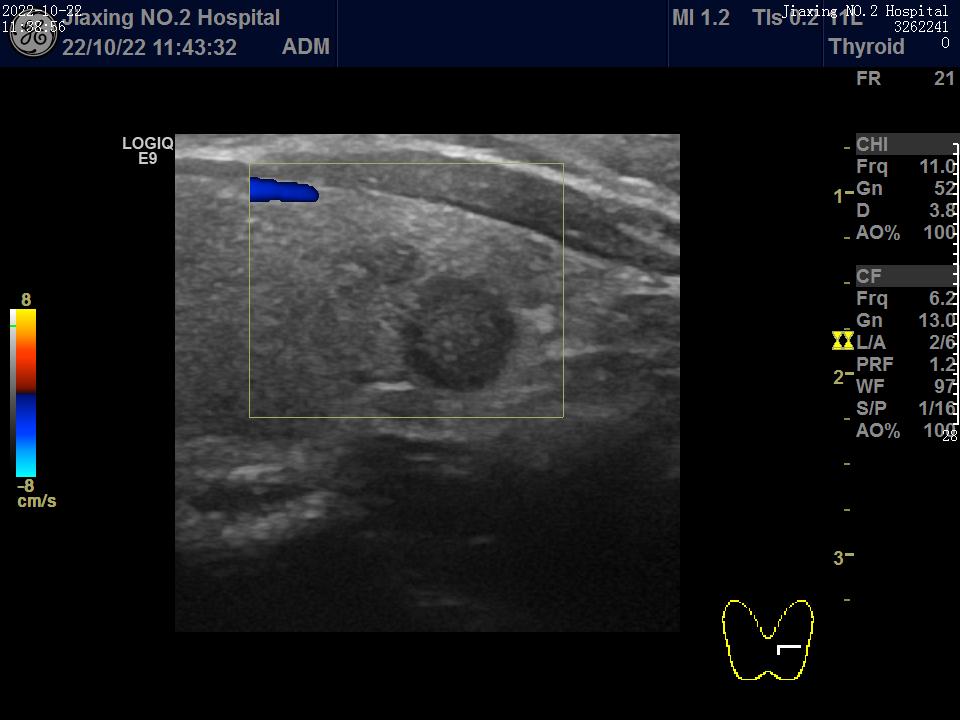 2022-10-22
11:38:56
Jiaxing NO.2 Hospital
22/10/22 11:43:32 ADM
MI 1.2 TIs 0.2 11L
Thyroid
Jiaxing NO.2 Hospital
3262241
0
FR 21
LOGIQ
E9
CHI
Frq 11.0
Gn 52
D 3.8
AO% 100
CF
Frq 6.2
Gn 13.0
L/A 2/6
PRF 1.2
WF 97
S/P 1/16
AO% 100
28
1
2
3
8
-8
cm/s